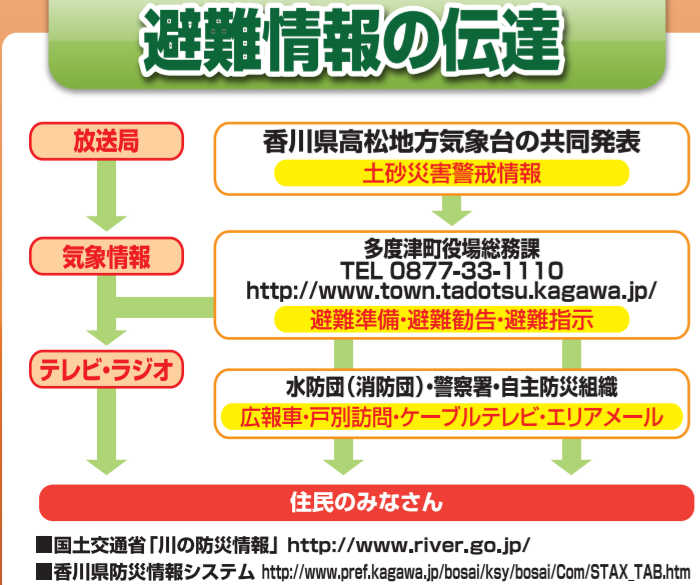 避難情報の伝達
放送局
香川県高松地方気象台の共同発表
土砂災害警戒情報
気象情報
多度津町役場総務課
TEL 0877-33-1110
http://www.town.tadotsu.kagawa.jp/
避難準備・避難勧告・避難指示
テレビ・ラジオ
水防団（消防団）・警察署・自主防災組織
広報車・戸別訪問・ケーブルテレビ・エリアメール
住民のみなさん
■国土交通省「川の防災情報」 http://www.river.go.jp/
■香川県防災情報システム http://www.pref.kagawa.jp/bosai/ksy/bosai/Com/STAX_TAB.htm